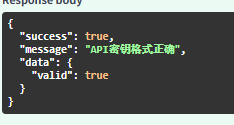 Response body
{
  "success": true,
  "message": "API密钥格式正确",
  "data": {
    "valid": true
  }
}